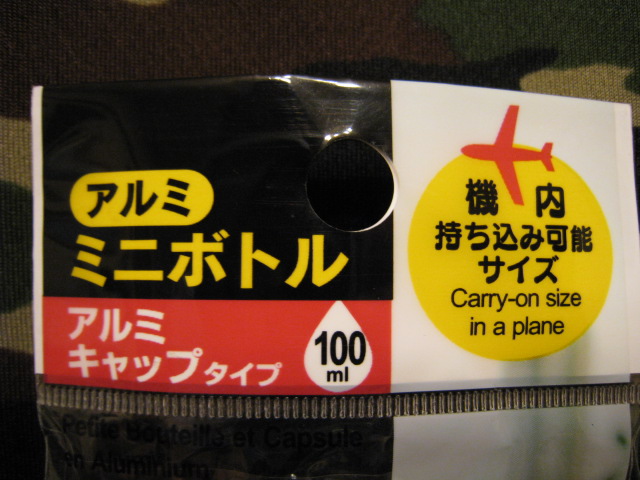 アルミ
ミニボトル
アルミ
キャップタイプ
100
ml
機内
持ち込み可能
サイズ
Carry-on size
in a plane
Petite Bouteille et Capsule
en Aluminium